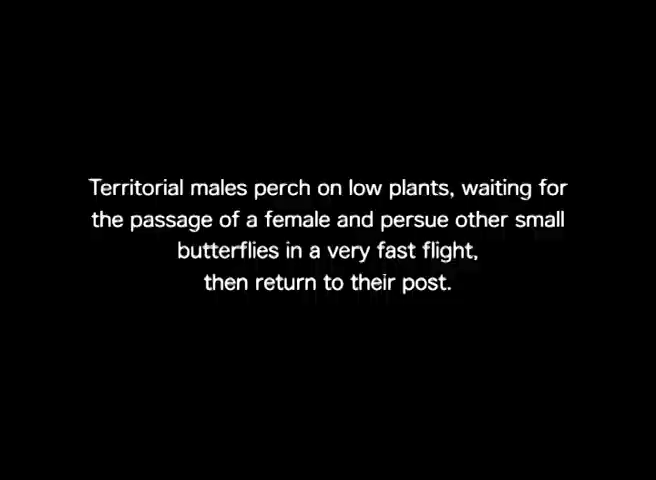 Territorial males perch on low plants, waiting for
the passage of a female and persue other small
butterflies in a very fast flight,
then return to their post.